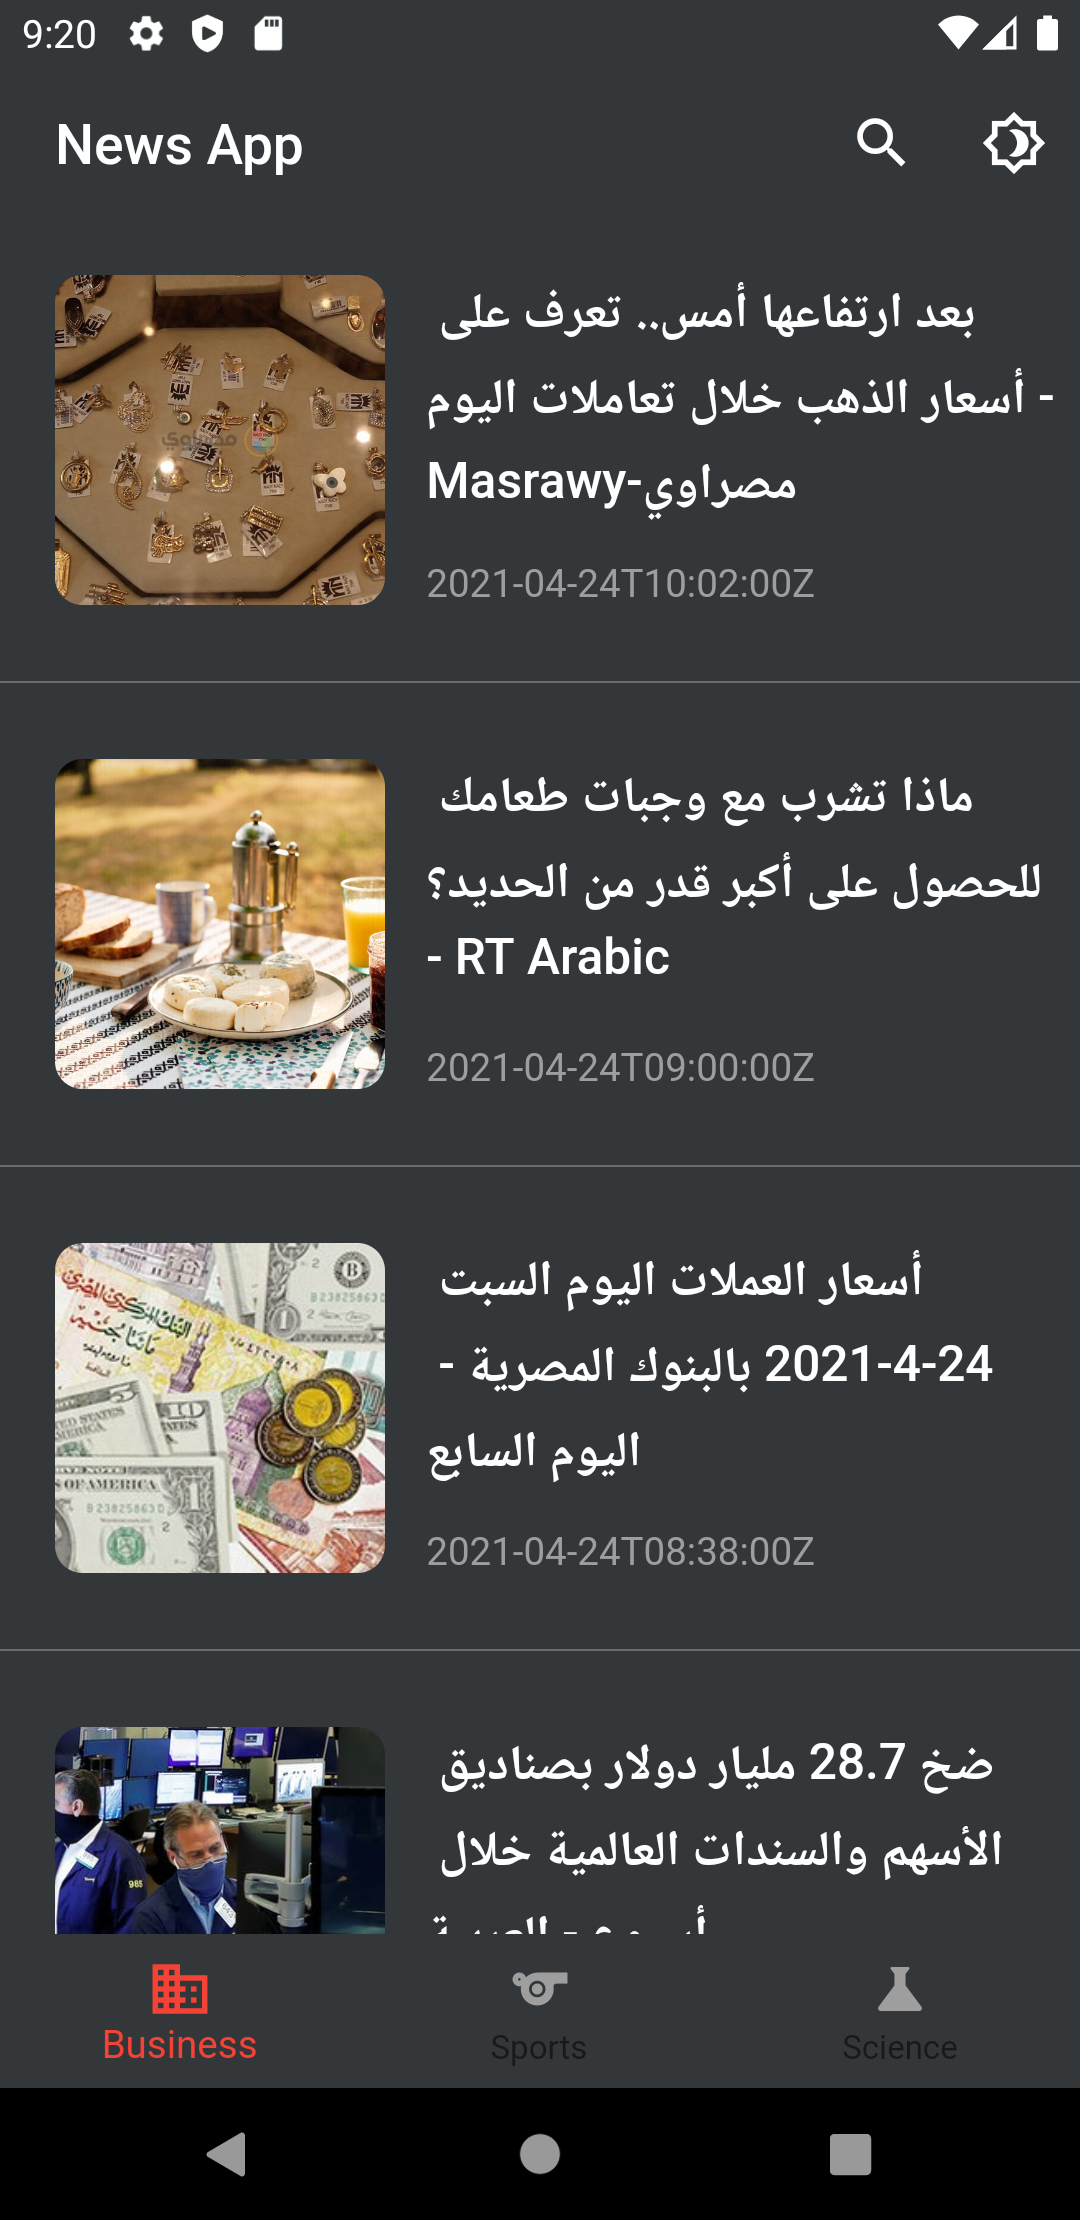 9:20
News App
بعد ارتفاعها أمس.. تعرف على
أسعار الذهب خلال تعاملات اليوم -
Masrawy-مصراوي
2021-04-24T10:02:00Z
ماذا تشرب مع وجبات طعامك
للحصول على أكبر قدر من الحديد؟
- RT Arabic
2021-04-24T09:00:00Z
أسعار العملات اليوم السبت
24-4-2021 بالبنوك المصرية -
اليوم السابع
2021-04-24T08:38:00Z
ضخ 28.7 مليار دولار بصناديق
الأسهم والسندات العالمية خلال
Business
Sports
Science